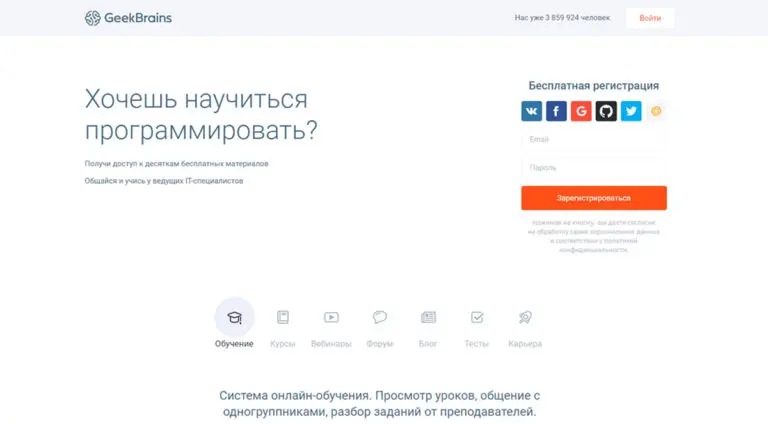 GeekBrains
Нас уже 3 859 924 человек
Войти
Хочешь научиться
программировать?
Получи доступ к десяткам бесплатных материалов
Общайся и учись у ведущих IT-специалистов
Бесплатная регистрация
Email
Пароль
Зарегистрироваться
Нажимая на кнопку, вы даете согласие
на обработку своих персональных данных
в соответствии с политикой
конфиденциальности
Обучение
Курсы
Вебинары
Форум
Блог
Тесты
Карьера
Система онлайн-обучения. Просмотр уроков, общение с
одногруппниками, разбор заданий от преподавателей.